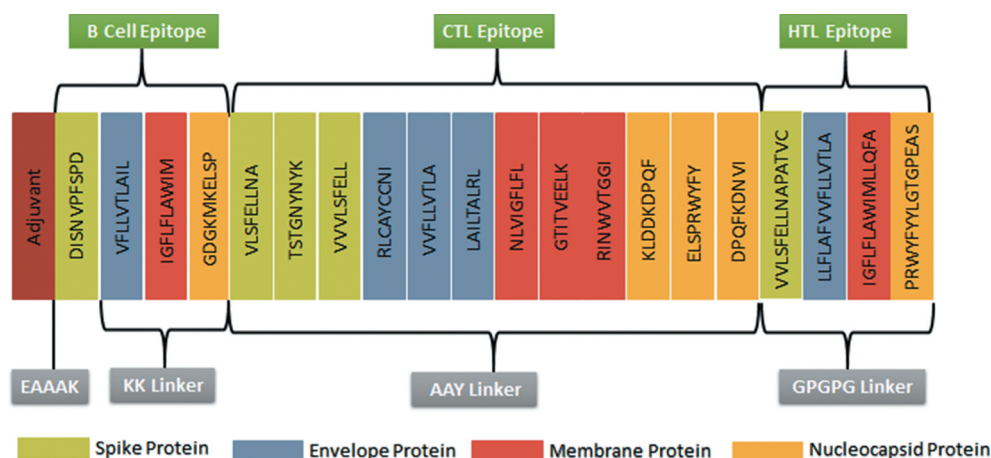 B Cell Epitope
CTL Epitope
HTL Epitope
Adjuvant
DISNVPFSPD
VFLLVTLAIL
IGFLFLAWIM
GDGKMKELSP
VLSFELLNA
TSTGNYNYK
VVVLSFELL
RLCAYCCNI
VVFLLVTLA
LAILTALRL
NLVIGFLFL
GTITVEELK
RINWVTGGI
KLDDKDPQF
ELSPRWYFY
DPQFKDNVI
VVLSFELLNAPATVC
LLFLAFVVFLLVTLA
IGFLFLAWIMLLQFA
PRWYFYYLGTGPEAS
EAAAK
KK Linker
AAY Linker
GPGPG Linker
Spike Protein
Envelope Protein
Membrane Protein
Nucleocapsid Protein